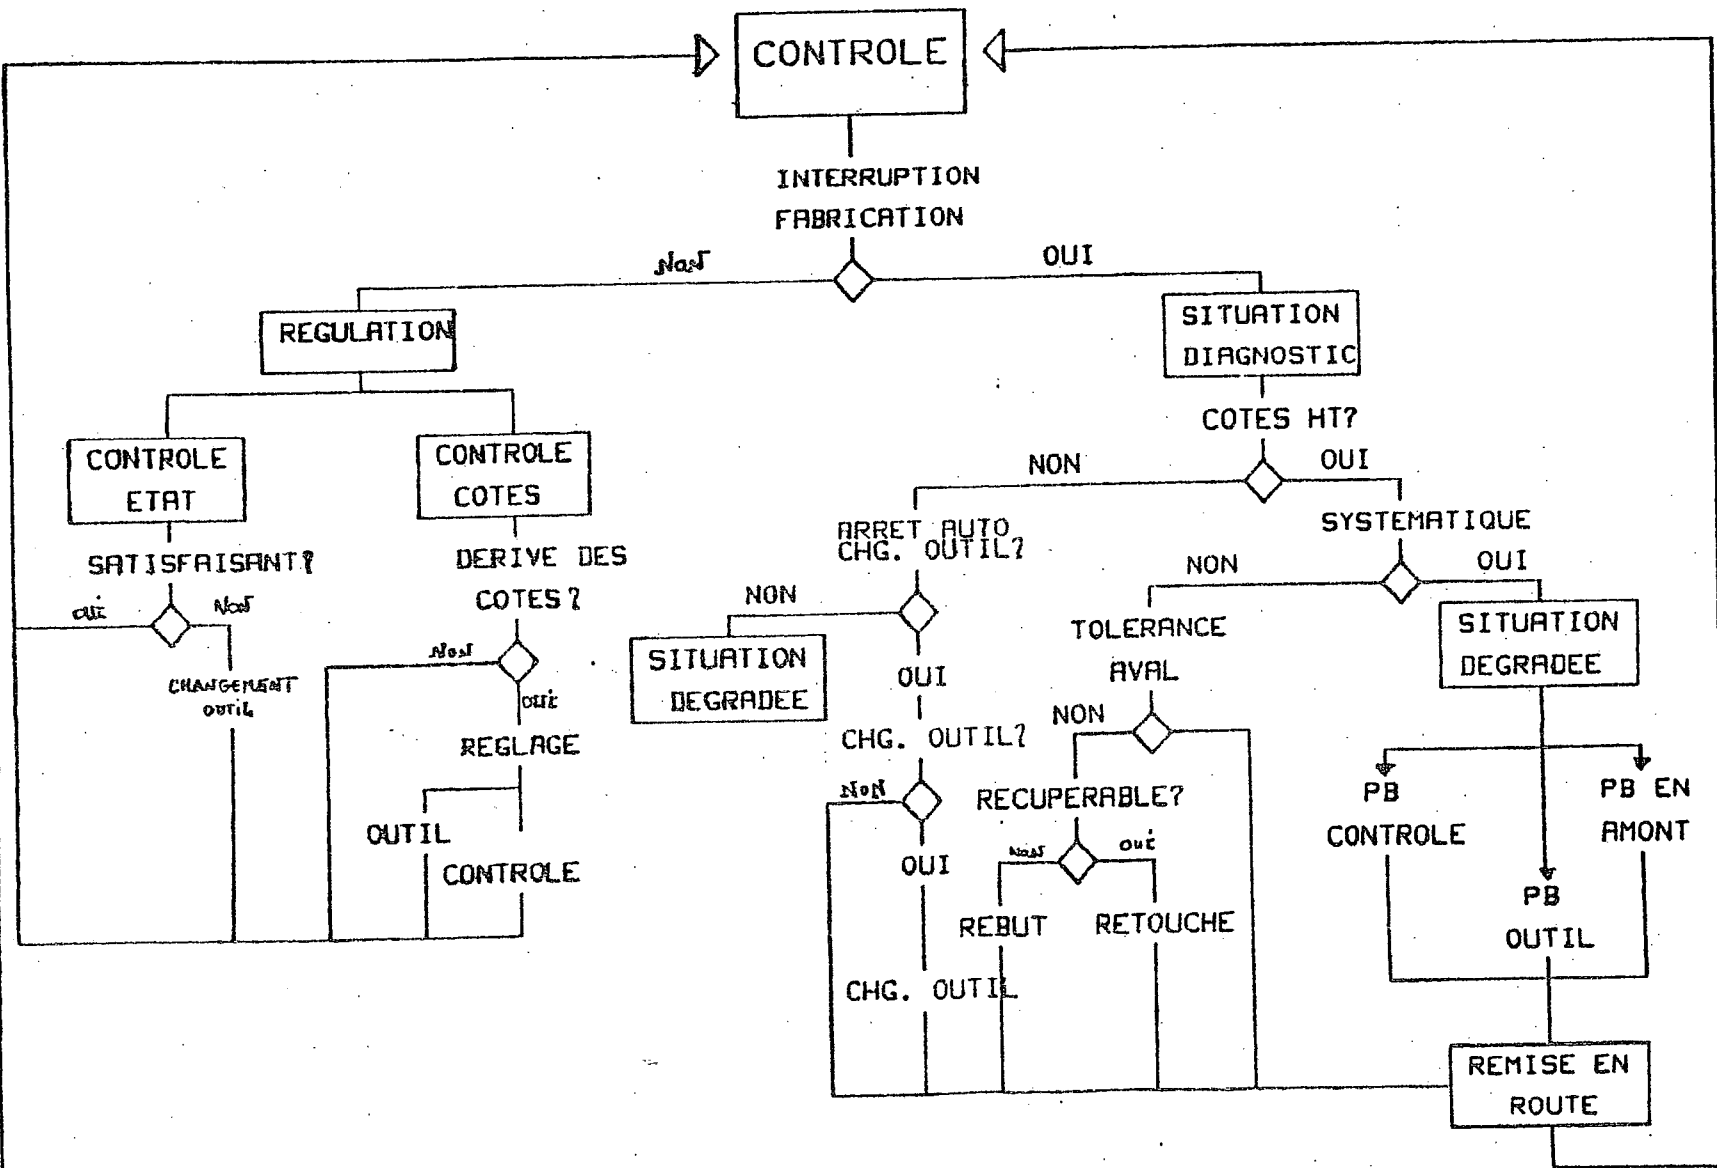 CONTROLE
INTERRUPTION
FABRICATION
NON
OUI
REGULATION
SITUATION
DIAGNOSTIC
COTES HT?
NON
OUI
CONTROLE
ETAT
CONTROLE
COTES
ARRET AUTO
CHG. OUTIL?
SYSTEMATIQUE
SATISFAISANT?
DERIVE DES
COTES?
OUI
NON
NON
NON
OUI
CHANGEMENT
OUTIL
NON
OUI
SITUATION
DEGRADEE
OUI
TOLERANCE
AVAL
SITUATION
DEGRADEE
REGLAGE
CHG. OUTIL?
NON
NON
RECUPERABLE?
PB
CONTROLE
PB EN
AMONT
OUTIL
CONTROLE
OUI
NON
OUI
PB
OUTIL
REBUT
RETOUCHE
CHG. OUTIL
REMISE EN
ROUTE